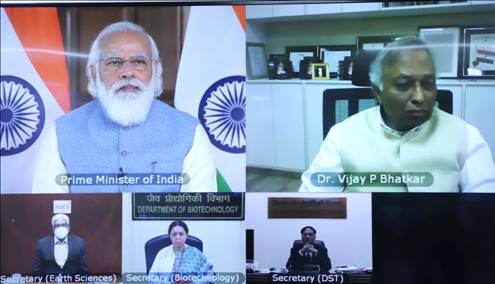 Prime Minister of India
Dr. Vijay P Bhatkar
जैव प्रौद्योगिकी विभाग
DEPARTMENT OF BIOTECHNOLOGY
Secretary (Earth Sciences)
Secretary (Biotechnology)
Secretary (DST)